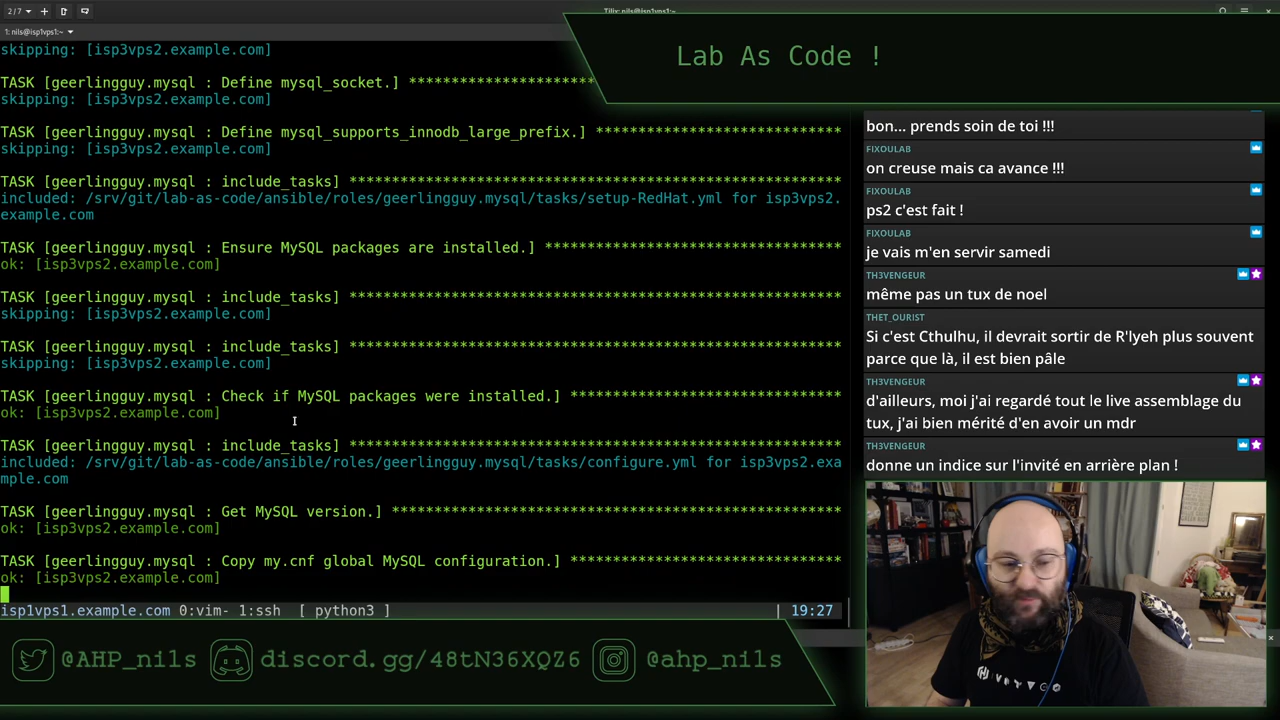 2/7
Tilix: nils@isp1vps1:~
1: nils@isp1vps1:~
Lab As Code !
skipping: [isp3vps2.example.com]
TASK [geerlingguy.mysql : Define mysql_socket.] **********************
skipping: [isp3vps2.example.com]
TASK [geerlingguy.mysql : Define mysql_supports_innodb_large_prefix.] *****************************
skipping: [isp3vps2.example.com]
TASK [geerlingguy.mysql : include_tasks] **********************************************************
included: /srv/git/lab-as-code/ansible/roles/geerlingguy.mysql/tasks/setup-RedHat.yml for isp3vps2.
example.com
TASK [geerlingguy.mysql : Ensure MySQL packages are installed.] ***********************************
ok: [isp3vps2.example.com]
TASK [geerlingguy.mysql : include_tasks] **********************************************************
skipping: [isp3vps2.example.com]
TASK [geerlingguy.mysql : include_tasks] **********************************************************
skipping: [isp3vps2.example.com]
TASK [geerlingguy.mysql : Check if MySQL packages were installed.] ********************************
ok: [isp3vps2.example.com]
TASK [geerlingguy.mysql : include_tasks] **********************************************************
included: /srv/git/lab-as-code/ansible/roles/geerlingguy.mysql/tasks/configure.yml for isp3vps2.exa
mple.com
TASK [geerlingguy.mysql : Get MySQL version.] *****************************************************
ok: [isp3vps2.example.com]
TASK [geerlingguy.mysql : Copy my.cnf global MySQL configuration.] ********************************
ok: [isp3vps2.example.com]
isp1vps1.example.com 0:vim- 1:ssh [ python3 ] | 19:27
bon... prends soin de toi !!!
FIXOULAB
on creuse mais ca avance !!!
FIXOULAB
ps2 c'est fait !
FIXOULAB
je vais m'en servir samedi
TH3VENGEUR
même pas un tux de noel
THET_OURIST
Si c'est Cthulhu, il devrait sortir de R'lyeh plus souvent
parce que là, il est bien pâle
TH3VENGEUR
d'ailleurs, moi j'ai regardé tout le live assemblage du
tux, j'ai bien mérité d'en avoir un mdr
TH3VENGEUR
donne un indice sur l'invité en arrière plan !
@AHP_nils discord.gg/48tN36XQZ6 @ahp_nils